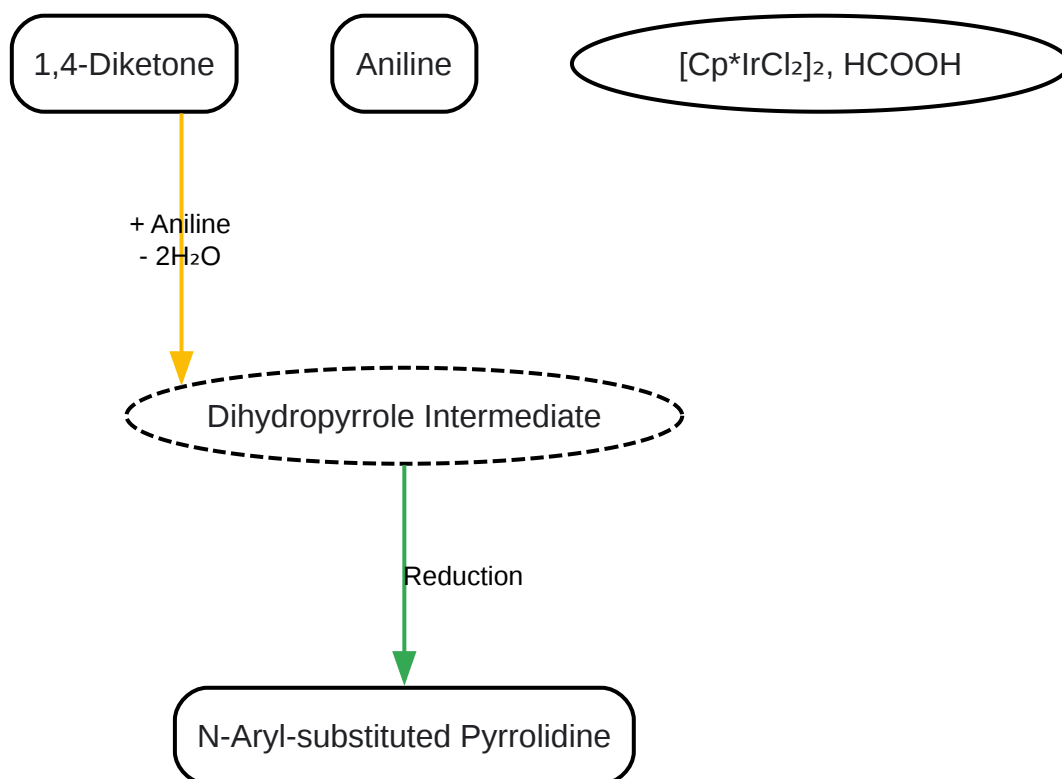 1,4-Diketone
Aniline
[Cp*IrCl₂]₂, HCOOH
+ Aniline
- 2H₂O
Dihydropyrrole Intermediate
Reduction
N-Aryl-substituted Pyrrolidine